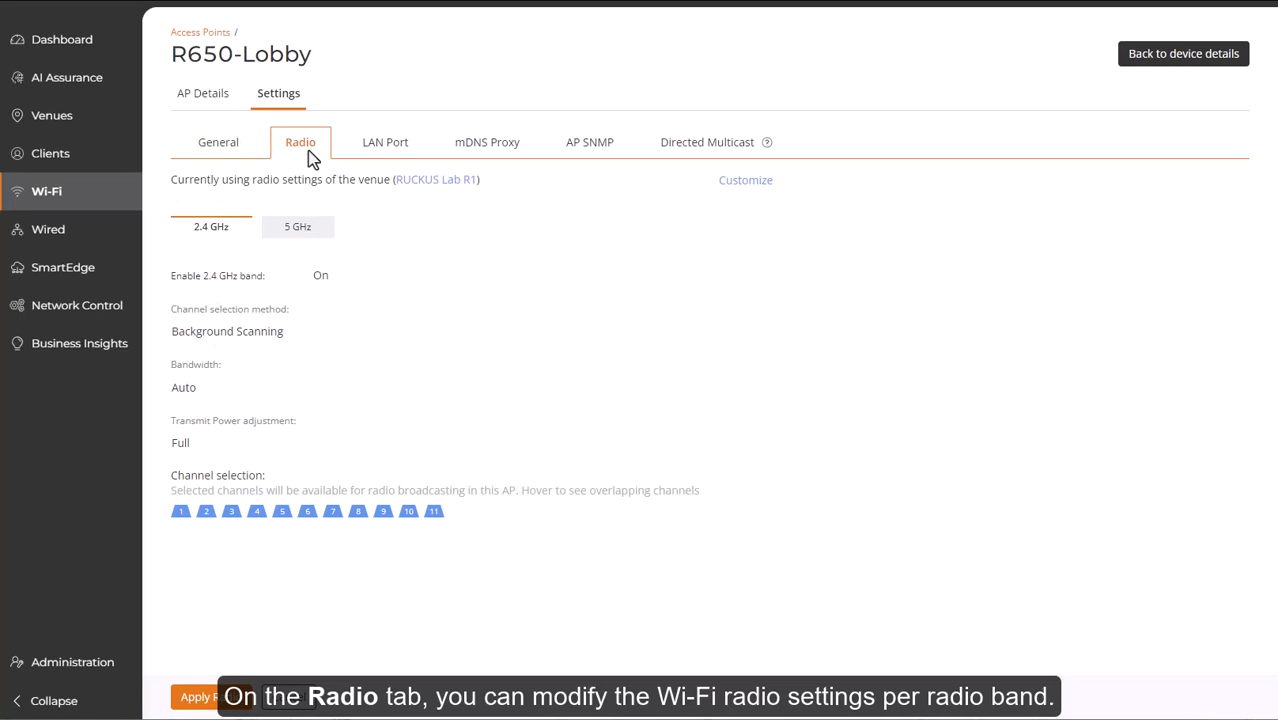 Dashboard
AI Assurance
Venues
Clients
Wi-Fi
Wired
SmartEdge
Network Control
Business Insights
Administration
Collapse
Access Points /
R650-Lobby
Back to device details
AP Details Settings
General Radio LAN Port mDNS Proxy AP SNMP Directed Multicast ?
Currently using radio settings of the venue (RUCKUS Lab R1) Customize
2.4 GHz 5 GHz
Enable 2.4 GHz band: On
Channel selection method:
Background Scanning
Bandwidth:
Auto
Transmit Power adjustment:
Full
Channel selection:
Selected channels will be available for radio broadcasting in this AP. Hover to see overlapping channels
1 2 3 4 5 6 7 8 9 10 11
Apply
On the Radio tab, you can modify the Wi-Fi radio settings per radio band.